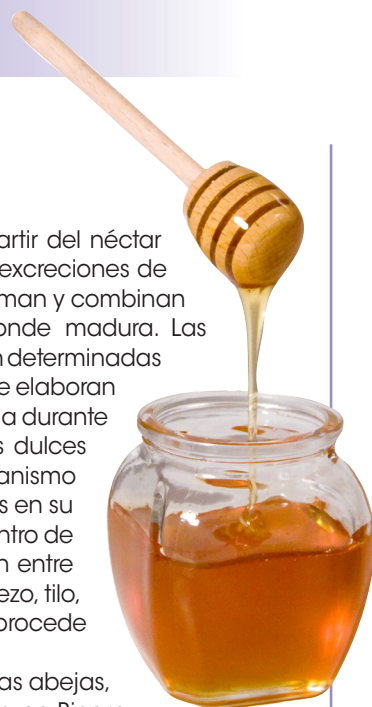 artir del néctar
excreciones de
man y combinan
onde madura. Las
n determinadas
e elaboran
a durante
s dulces
anismo
s en su
ntro de
n entre
ezo, tilo,
procede
as abejas,